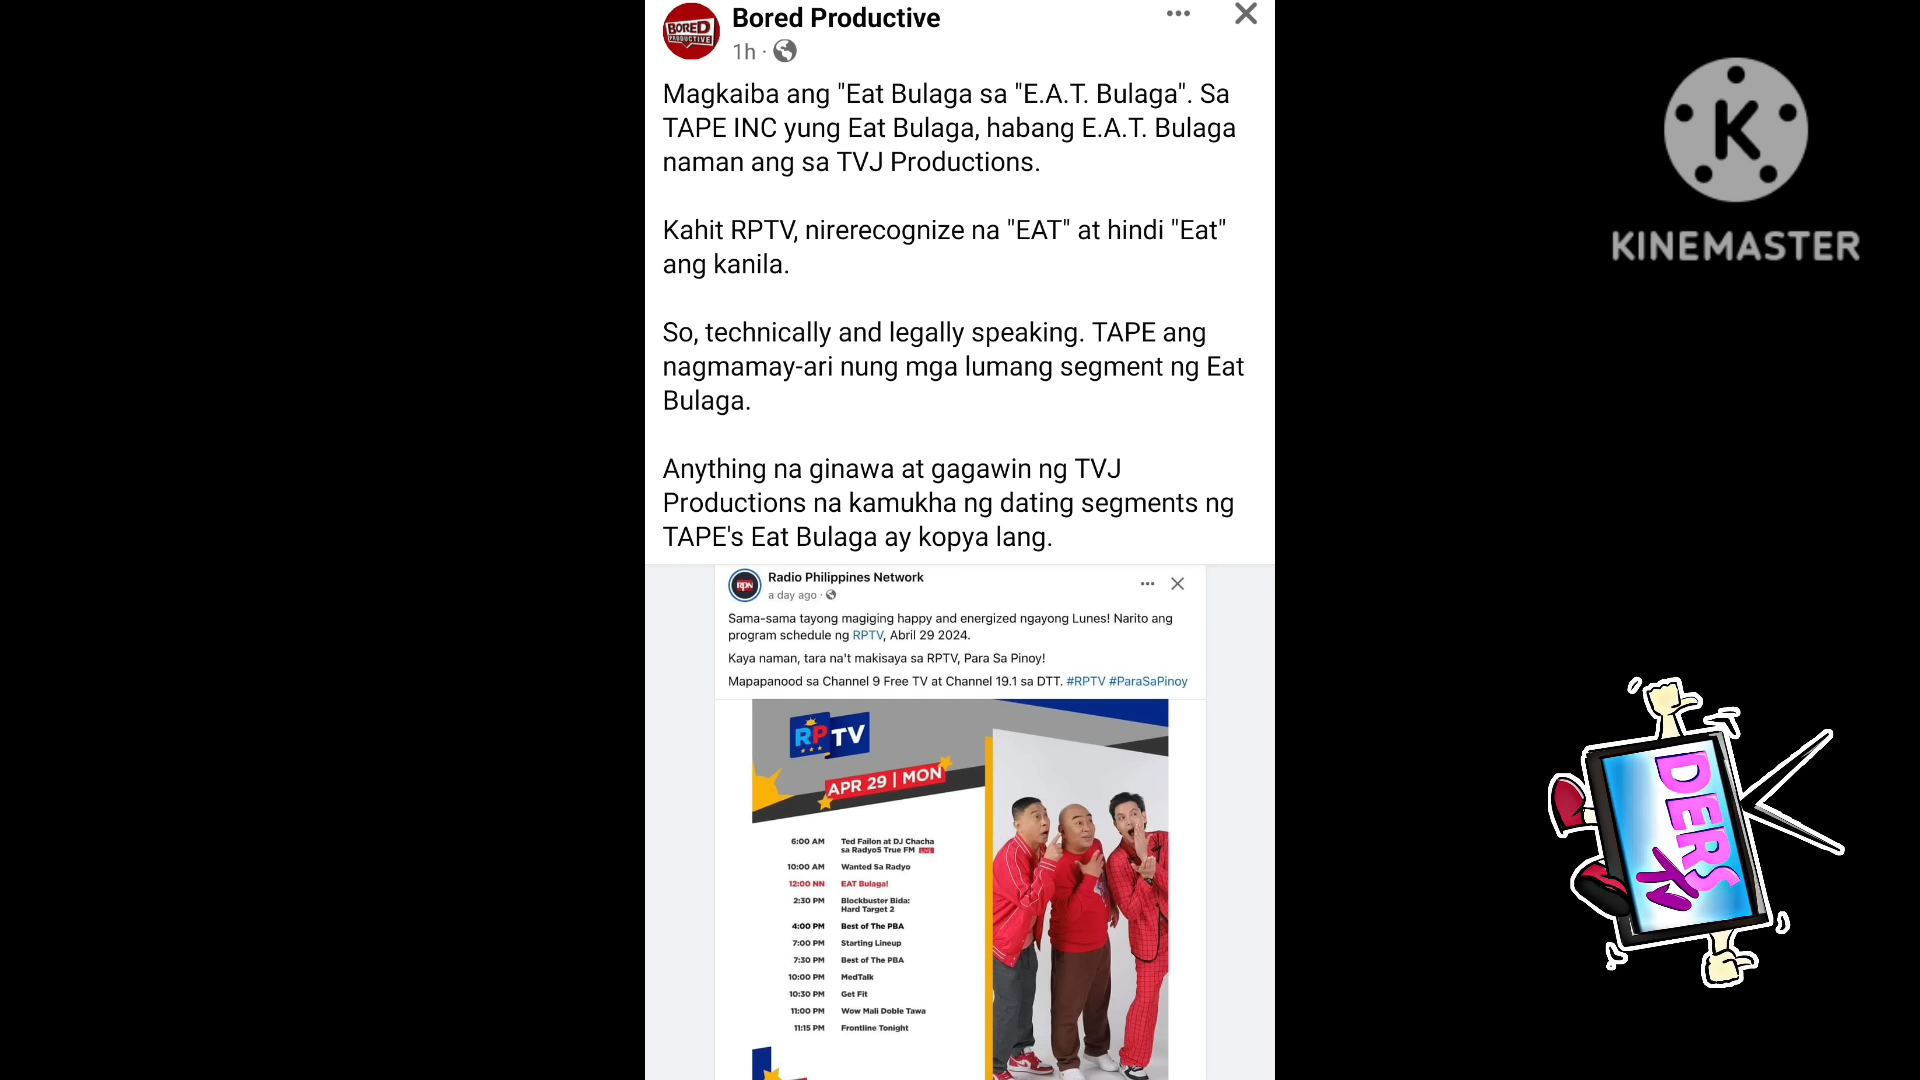 BORED
PRODUCTIVE
Bored Productive
1h ·
Magkaiba ang "Eat Bulaga sa "E.A.T. Bulaga". Sa
TAPE INC yung Eat Bulaga, habang E.A.T. Bulaga
naman ang sa TVJ Productions.
Kahit RPTV, nirerecognize na "EAT" at hindi "Eat"
ang kanila.
So, technically and legally speaking. TAPE ang
nagmamay-ari nung mga lumang segment ng Eat
Bulaga.
Anything na ginawa at gagawin ng TVJ
Productions na kamukha ng dating segments ng
TAPE's Eat Bulaga ay kopya lang.
RPN
Radio Philippines Network
a day ago ·
Sama-sama tayong magiging happy and energized ngayong Lunes! Narito ang
program schedule ng RPTV, Abril 29 2024.
Kaya naman, tara na't makisaya sa RPTV, Para Sa Pinoy!
Mapapanood sa Channel 9 Free TV at Channel 19.1 sa DTT. #RPTV #ParaSaPinoy
RPTV
APR 29 | MON
6:00 AM Ted Failon at DJ Chacha
sa Radyo5 True FM LIVE
10:00 AM Wanted Sa Radyo
12:00 NN EAT Bulaga!
2:30 PM Blockbuster Bida:
Hard Target 2
4:00 PM Best of The PBA
7:00 PM Starting Lineup
7:30 PM Best of The PBA
10:00 PM MedTalk
10:30 PM Get Fit
11:00 PM Wow Mali Doble Tawa
11:15 PM Frontline Tonight
K
KINEMASTER
DERS
TV